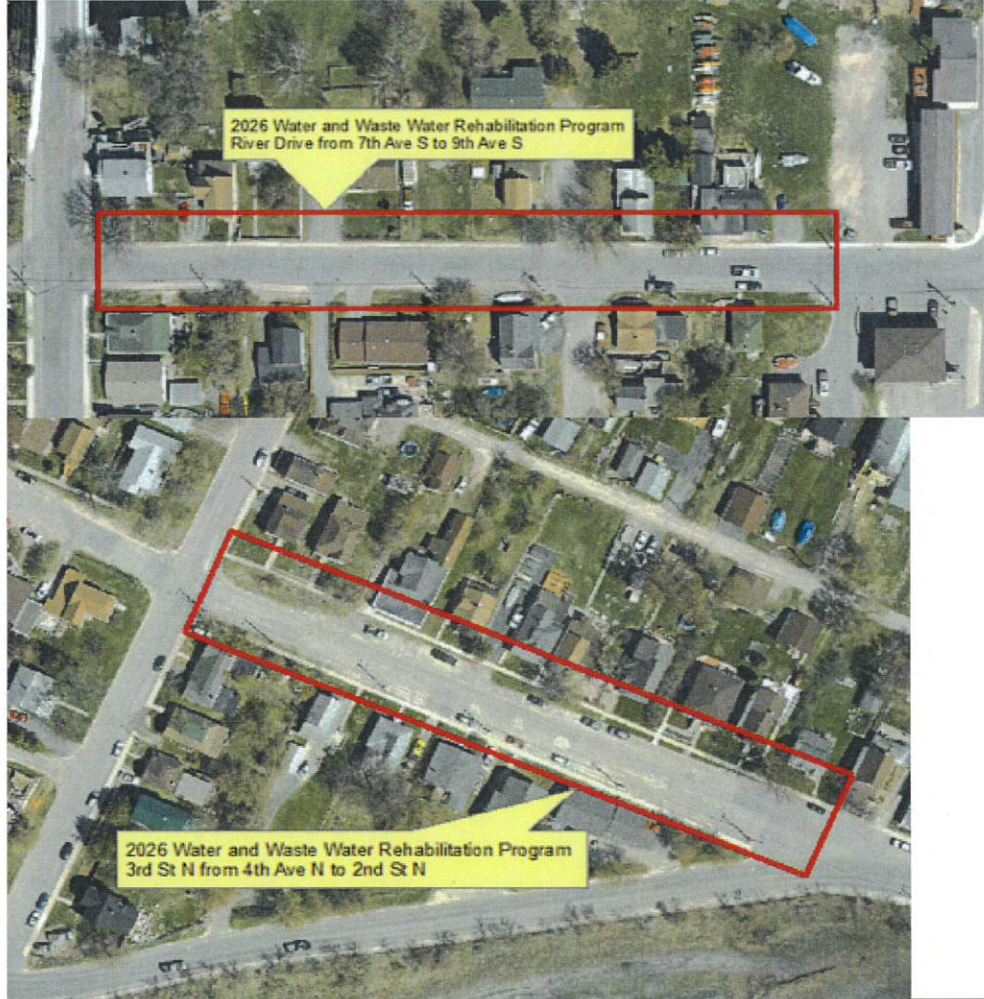 2026 Water and Waste Water Rehabilitation Program
River Drive from 7th Ave S to 9th Ave S
2026 Water and Waste Water Rehabilitation Program
3rd St N from 4th Ave N to 2nd St N